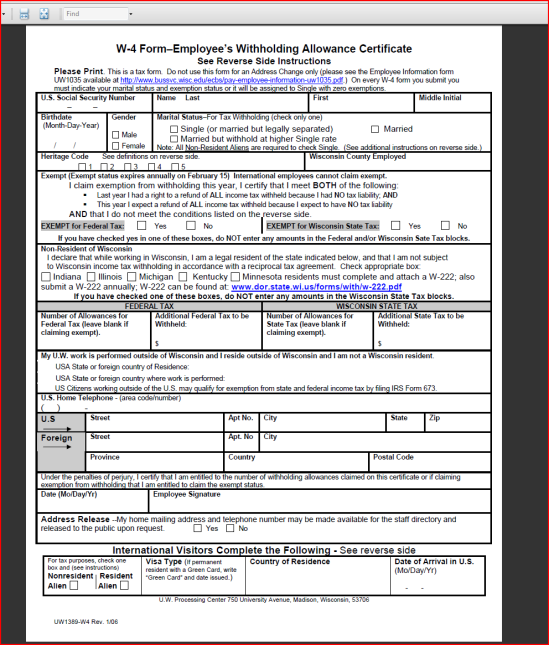 Find
W-4 Form–Employee's Withholding Allowance Certificate
See Reverse Side Instructions
Please Print. This is a tax form. Do not use this form for an Address Change only (please see the Employee Information form
UW1035 available at http://www.bussvc.wisc.edu/ecbs/pay-employee-information-uw1035.pdf.) On every W-4 form you submit you
must indicate your marital status and exemption status or it will be assigned to Single with zero exemptions.
U.S. Social Security Number Name Last First Middle Initial
– –
Birthdate Gender Marital Status–For Tax Withholding (check only one)
(Month-Day-Year) Single (or married but legally separated) Married
Male Married but withhold at higher Single rate
/ / Female Note: All Non-Resident Aliens are required to check Single. (See additional instructions on reverse side.)
Heritage Code See definitions on reverse side. Wisconsin County Employed
1 2 3 4 5
Exempt (Exempt status expires annually on February 15) International employees cannot claim exempt.
I claim exemption from withholding this year, I certify that I meet BOTH of the following:
• Last year I had a right to a refund of ALL income tax withheld because I had NO tax liability; AND
• This year I expect a refund of ALL income tax withheld because I expect to have NO tax liability
AND that I do not meet the conditions listed on the reverse side:
EXEMPT for Federal Tax: Yes No EXEMPT for Wisconsin State Tax: Yes No
If you have checked yes in one of these boxes, do NOT enter any amounts in the Federal and/or Wisconsin Sate Tax blocks.
Non-Resident of Wisconsin
I declare that while working in Wisconsin, I am a legal resident of the state indicated below, and that I am not subject
to Wisconsin income tax withholding in accordance with a reciprocal tax agreement. Check appropriate box:
Indiana Illinois Michigan Kentucky Minnesota residents must complete and attach a W-222; also
submit a W-222 annually; W-222 can be found at: www.dor.state.wi.us/forms/with/w-222.pdf
If you have checked one of these boxes, do NOT enter any amounts in the Wisconsin State Tax blocks.
FEDERAL TAX WISCONSIN STATE TAX
Number of Allowances for Additional Federal Tax to be Number of Allowances for Additional State Tax to be
Federal Tax (leave blank if Withheld: State Tax (leave blank if Withheld:
claiming exempt). claiming exempt).
$ $
My U.W. work is performed outside of Wisconsin and I reside outside of Wisconsin and I am not a Wisconsin resident.
USA State or foreign country of Residence:
USA State or foreign country where work is performed:
US Citizens working outside of the U.S. may qualify for exemption from state and federal income tax by filing IRS Form 673.
U.S. Home Telephone - (area code/number)
( ) -
U.S Street Apt No. City State Zip
Foreign Street Apt. No City
Province Country Postal Code
Under the penalties of perjury, I certify that I am entitled to the number of withholding allowances claimed on this certificate or if claiming
exemption from withholding that I am entitled to claim the exempt status.
Date (Mo/Day/Yr) Employee Signature
Address Release --My home mailing address and telephone number may be made available for the staff directory and
released to the public upon request. Yes No
International Visitors Complete the Following - See reverse side
For tax purposes, check one Visa Type (If permanent Country of Residence Date of Arrival in U.S.
box and (see instructions) resident with a Green Card, write (Mo/Day/Yr)
Nonresident Resident "Green Card" and date issued.)
Alien Alien - -
U.W. Processing Center 750 University Avenue, Madison, Wisconsin, 53706
UW1389-W4 Rev. 1/06